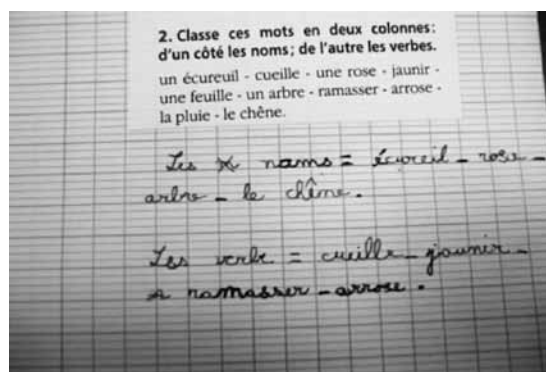 2. Classe ces mots en deux colonnes:
d'un côté les noms; de l'autre les verbes.
un écureuil - cueille - une rose - jaunir -
une feuille - un arbre - ramasser - arrose -
la pluie - le chêne.
Les noms = écureil - rose -
arbre - le chêne.
Les verbe = cueille - jaunir -
ramasser - arrose.